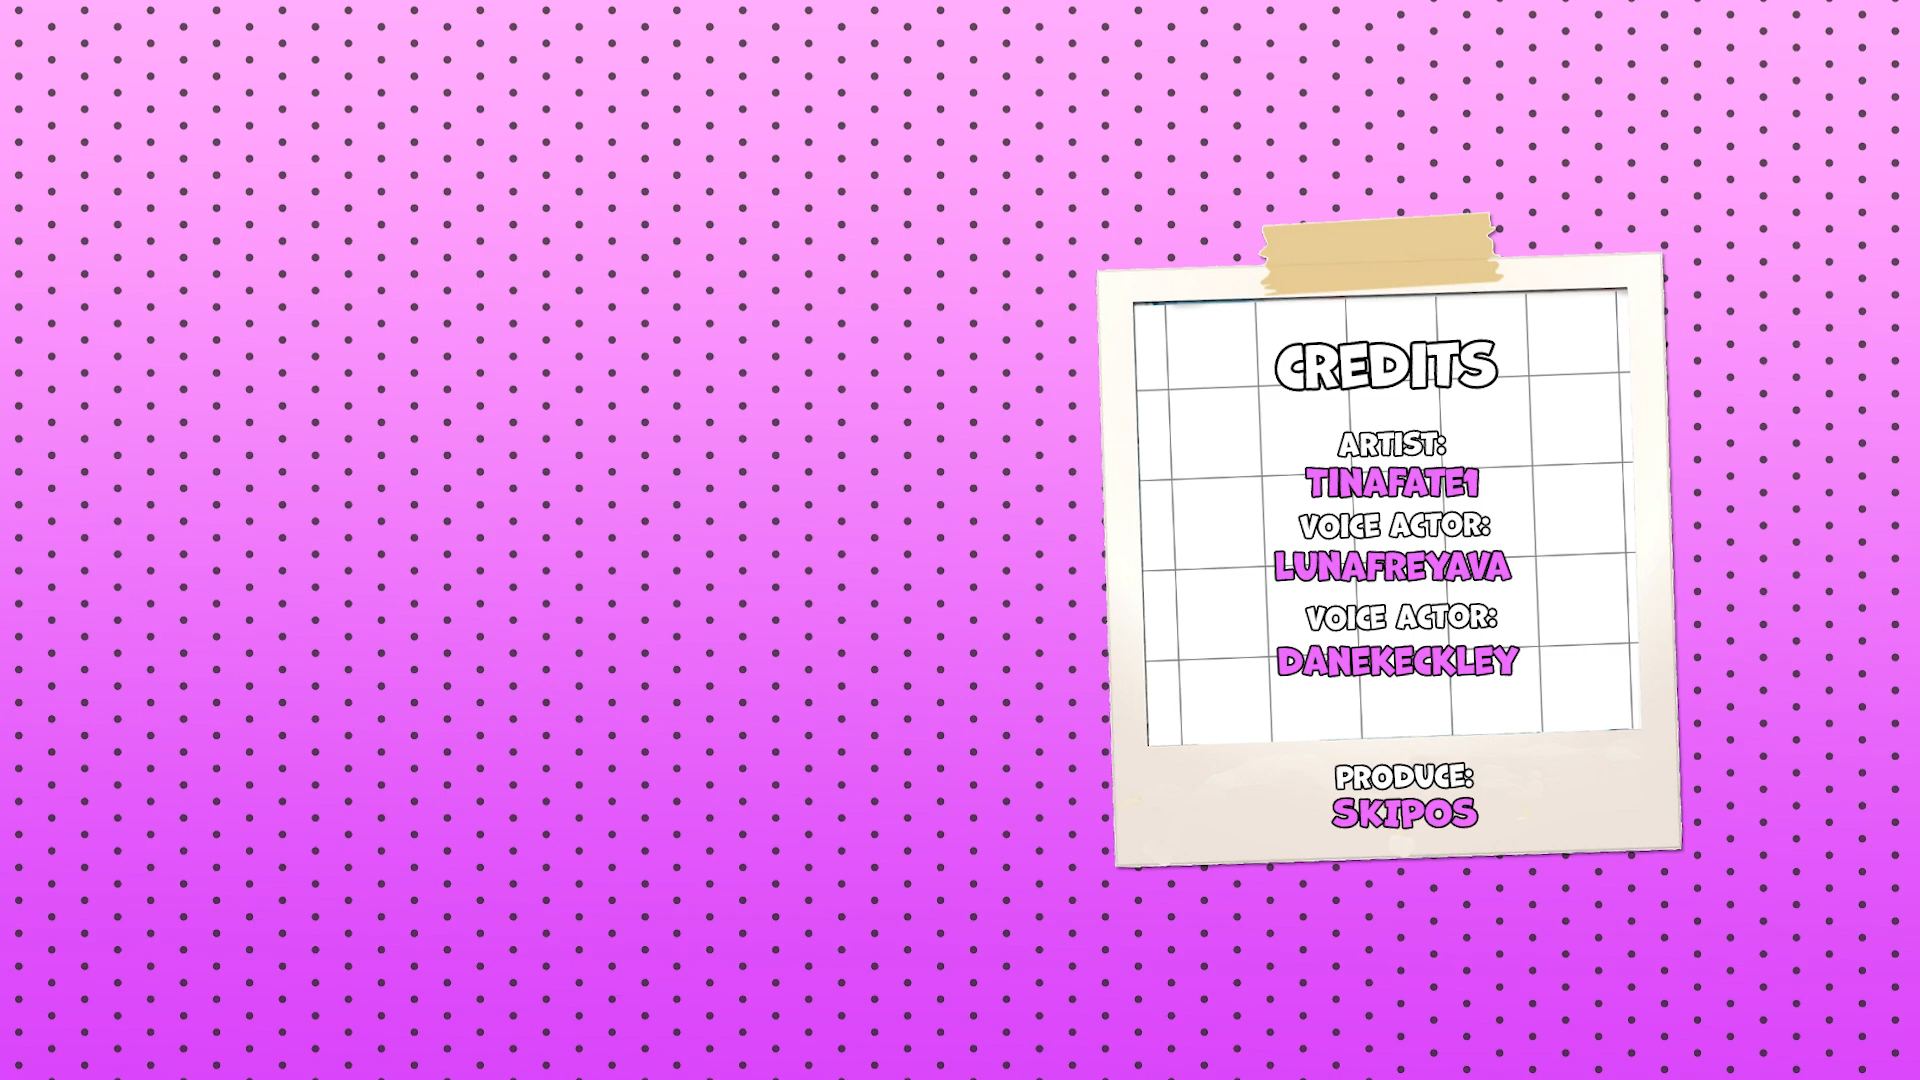 CREDITS
ARTIST:
TINAFATE1
VOICE ACTOR:
LUNAFREYAVA
VOICE ACTOR:
DANEKECKLEY
PRODUCE:
SKIPOS